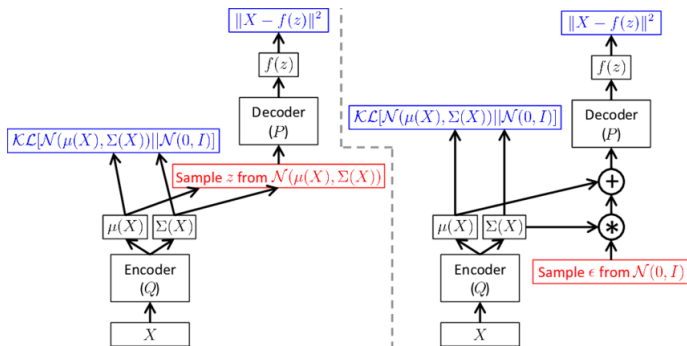 ‖X − f(z)‖²
f(z)
Decoder
(P)
𝒦ℒ[𝒩(μ(X), Σ(X))||𝒩(0, I)]
Sample z from 𝒩(μ(X), Σ(X))
μ(X) Σ(X)
Encoder
(Q)
X
‖X − f(z)‖²
f(z)
𝒦ℒ[𝒩(μ(X), Σ(X))||𝒩(0, I)]
Decoder
(P)
+
μ(X) Σ(X) *
Sample ϵ from 𝒩(0, I)
Encoder
(Q)
X